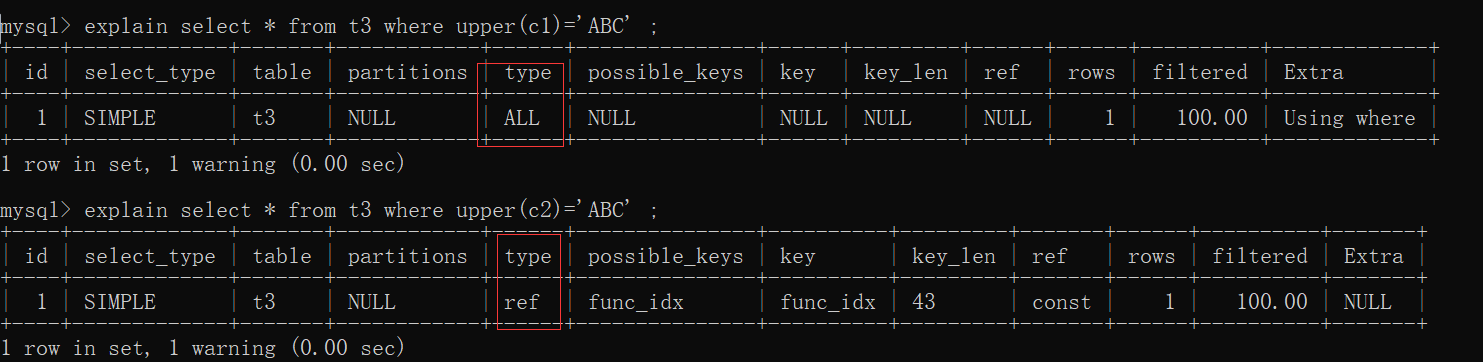 mysql> explain select * from t3 where upper(c1)='ABC' ;
+----+-------------+-------+------------+------+---------------+------+---------+------+------+----------+-------------+
| id | select_type | table | partitions | type | possible_keys | key  | key_len | ref  | rows | filtered | Extra       |
+----+-------------+-------+------------+------+---------------+------+---------+------+------+----------+-------------+
|  1 | SIMPLE      | t3    | NULL       | ALL  | NULL          | NULL | NULL    | NULL |    1 |   100.00 | Using where |
+----+-------------+-------+------------+------+---------------+------+---------+------+------+----------+-------------+
1 row in set, 1 warning (0.00 sec)
mysql> explain select * from t3 where upper(c2)='ABC' ;
+----+-------------+-------+------------+------+---------------+----------+---------+-------+------+----------+-------+
| id | select_type | table | partitions | type | possible_keys | key      | key_len | ref   | rows | filtered | Extra |
+----+-------------+-------+------------+------+---------------+----------+---------+-------+------+----------+-------+
|  1 | SIMPLE      | t3    | NULL       | ref  | func_idx      | func_idx | 43      | const |    1 |   100.00 | NULL  |
+----+-------------+-------+------------+------+---------------+----------+---------+-------+------+----------+-------+
1 row in set, 1 warning (0.00 sec)